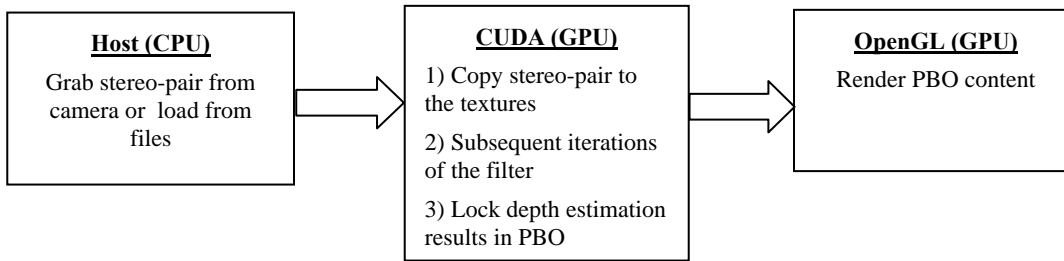 Host (CPU)
Grab stereo-pair from
camera or load from
files
CUDA (GPU)
1) Copy stereo-pair to
the textures
2) Subsequent iterations
of the filter
3) Lock depth estimation
results in PBO
OpenGL (GPU)
Render PBO content